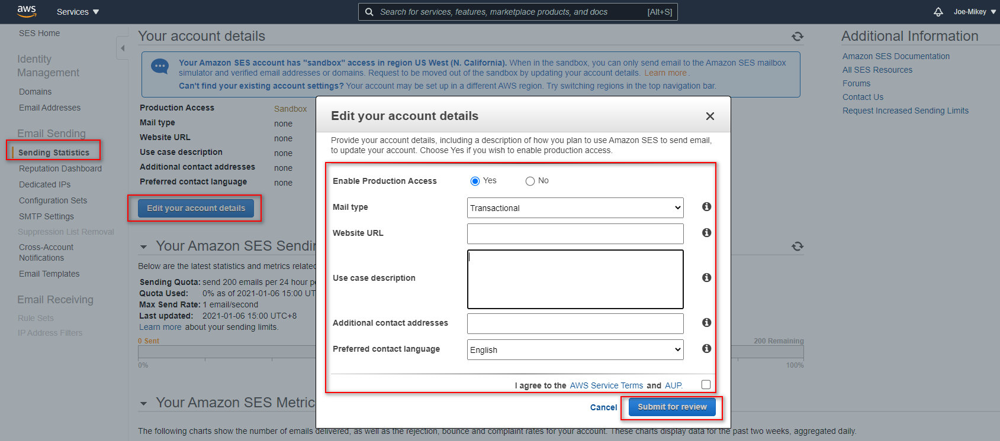 aws Services Search for services, features, marketplace products, and docs [Alt+S] Joe-Mikey
SES Home
Identity
Management
Domains
Email Addresses
Email Sending
Sending Statistics
Reputation Dashboard
Dedicated IPs
Configuration Sets
SMTP Settings
Suppression List Removal
Cross-Account
Notifications
Email Templates
Email Receiving
Rule Sets
IP Address Filters
Your account details
Your Amazon SES account has "sandbox" access in region US West (N. California). When in the sandbox, you can only send email to the Amazon SES mailbox
simulator and verified email addresses or domains. Request to be moved out of the sandbox by updating your account details. Learn more.
Can't find your existing account settings? Your account may be set up in a different AWS region. Try switching regions in the top navigation bar.
Production Access Sandbox
Mail type none
Website URL none
Use case description none
Additional contact addresses none
Preferred contact language none
Edit your account details
Your Amazon SES Sendin
Below are the latest statistics and metrics related
Sending Quota: send 200 emails per 24 hour pe
Quota Used: 0% as of 2021-01-06 15:00 UT
Max Send Rate: 1 email/second
Last updated: 2021-01-06 15:00 UTC+8
Learn more about your sending limits.
0 Sent 200 Remaining
0% 100%
Your Amazon SES Metric
The following charts show the number of emails delivered, as well as the rejection, bounce and complaint rates for your account. These charts display data for the past two weeks, aggregated daily.
Edit your account details
Provide your account details, including a description of how you plan to use Amazon SES to send email,
to update your account. Choose Yes if you wish to enable production access.
Enable Production Access Yes No
Mail type Transactional
Website URL
Use case description
Additional contact addresses
Preferred contact language English
I agree to the AWS Service Terms and AUP.
Cancel Submit for review
Additional Information
Amazon SES Documentation
All SES Resources
Forums
Contact Us
Request Increased Sending Limits